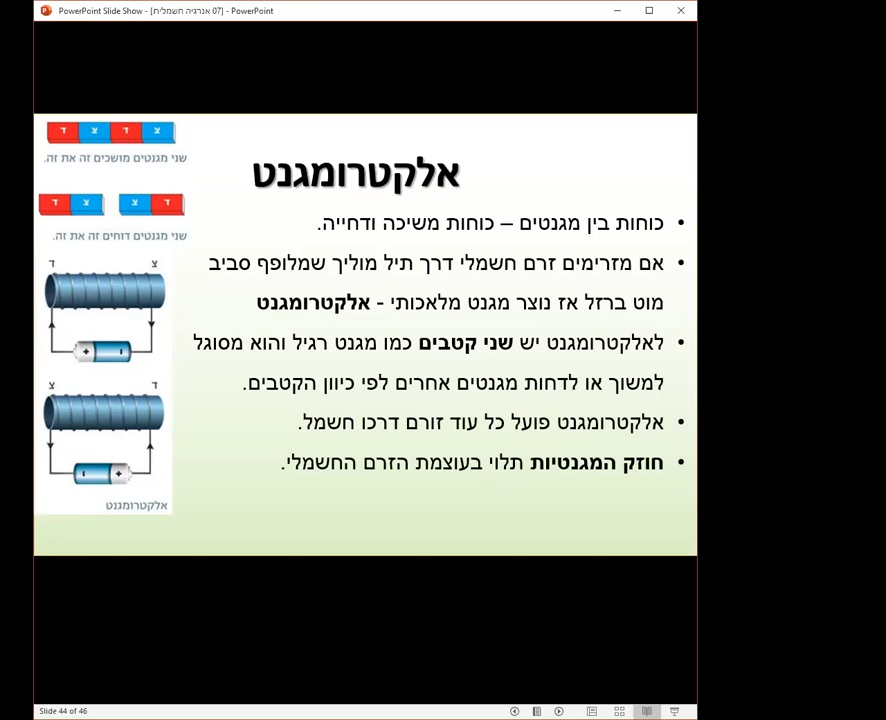 PowerPoint Slide Show - [07 אנרגיה חשמלית] - PowerPoint
ד צ ד צ
שני מגנטים מושכים זה את זה.
ד צ צ ד
שני מגנטים דוחים זה את זה.
ד צ
+ -
צ ד
- +
אלקטרומגנט
אלקטרומגנט
• כוחות בין מגנטים – כוחות משיכה ודחייה.
• אם מזרימים זרם חשמלי דרך תיל מוליך שמלופף סביב
מוט ברזל אז נוצר מגנט מלאכותי - אלקטרומגנט
• לאלקטרומגנט יש שני קטבים כמו מגנט רגיל והוא מסוגל
למשוך או לדחות מגנטים אחרים לפי כיוון הקטבים.
• אלקטרומגנט פועל כל עוד זורם דרכו חשמל.
• חוזק המגנטיות תלוי בעוצמת הזרם החשמלי.
Slide 44 of 46